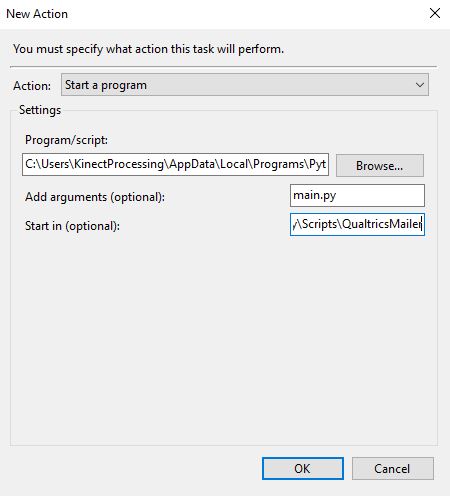 New Action
You must specify what action this task will perform.
Action: Start a program
Settings
Program/script:
C:\Users\KinectProcessing\AppData\Local\Programs\Pyt Browse...
Add arguments (optional): main.py
Start in (optional): y\Scripts\QualtricsMailer
OK Cancel